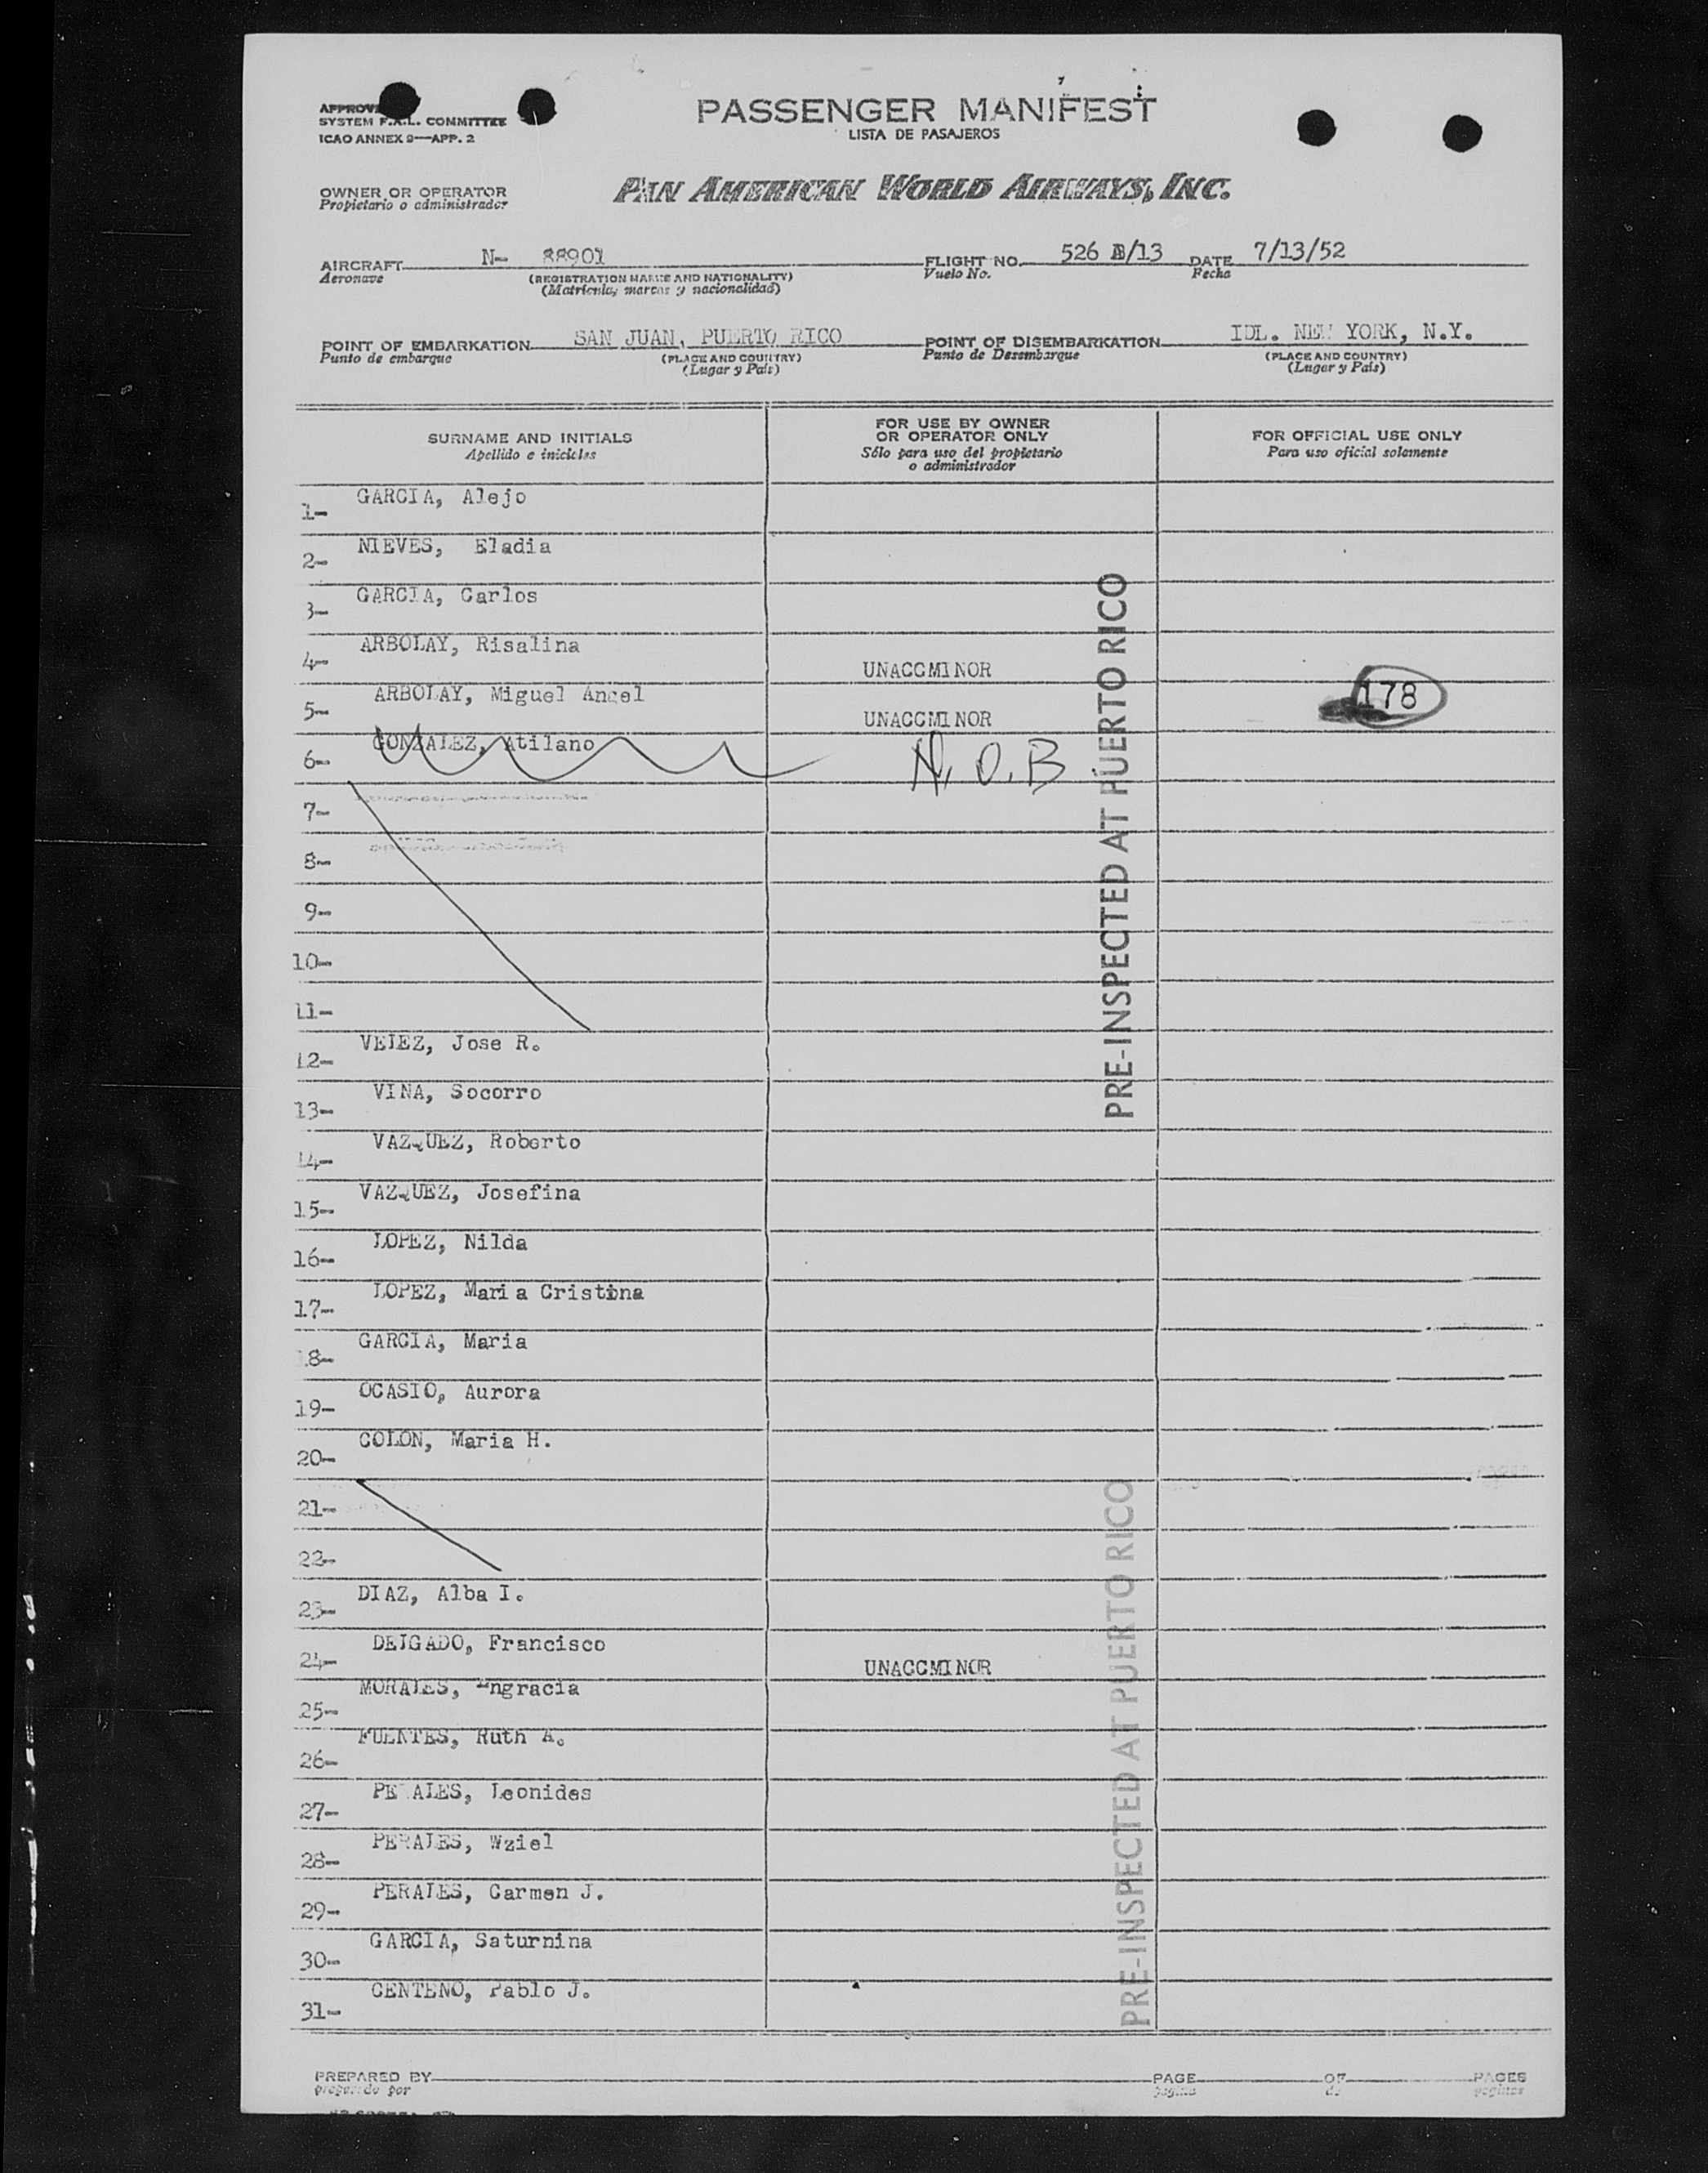 PASSENGER MANIFEST
LISTA DE PASAJEROS
SYSTEM F.A.L. COMMITTEE
ICAO ANNEX 9—APP. 2
OWNER OR OPERATOR
Propietario o administrador
PAN AMERICAN WORLD AIRWAYS, INC.
AIRCRAFT N- 88901
Aeronave
(REGISTRATION MARKS AND NATIONALITY)
(Matrícula, marcas y nacionalidad)
FLIGHT NO. 526 B/13 DATE 7/13/52
Vuelo No. Fecha
POINT OF EMBARKATION SAN JUAN, PUERTO RICO
Punto de embarque
(PLACE AND COUNTRY)
(Lugar y País)
POINT OF DISEMBARKATION IDL. NEW YORK, N.Y.
Punto de Desembarque
(PLACE AND COUNTRY)
(Lugar y País)
SURNAME AND INITIALS
Apellido e iniciales
FOR USE BY OWNER
OR OPERATOR ONLY
Sólo para uso del propietario
o administrador
FOR OFFICIAL USE ONLY
Para uso oficial solamente
1- GARCIA, Alejo
2- NIEVES, Eladia
3- GARCIA, Carlos
4- ARBOLAY, Risalina UNACCMINOR
5- ARBOLAY, Miguel Angel UNACCMINOR
178
6- GONZALEZ, Atilano N.O.B
7-
8-
9-
10-
11-
12- VELEZ, Jose R.
13- VINA, Socorro
14- VAZQUEZ, Roberto
15- VAZQUEZ, Josefina
16- LOPEZ, Nilda
17- LOPEZ, Maria Cristina
18- GARCIA, Maria
19- OCASIO, Aurora
20- COLON, Maria H.
21-
22-
23- DIAZ, Alba I.
24- DELGADO, Francisco UNACCMINOR
25- MORALES, Engracia
26- FUENTES, Ruth A.
27- PERALES, Leonides
28- PERALES, Wziel
29- PERALES, Carmen J.
30- GARCIA, Saturnina
31- CENTENO, Pablo J.
PRE-INSPECTED AT PUERTO RICO
PRE-INSPECTED AT PUERTO RICO
PREPARED BY PAGE OF PAGES
preparado por página de páginas